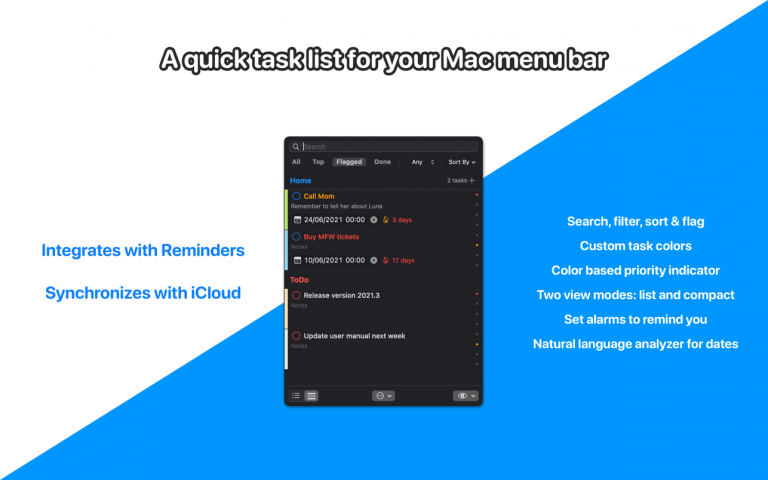 A quick task list for your Mac menu bar
Integrates with Reminders
Synchronizes with iCloud
Search
All Top Flagged Done Any Sort By
Home 2 tasks
Call Mom
Remember to tell her about Luna
24/06/2021 00:00 3 days
Buy MFW tickets
Notes
10/06/2021 00:00 17 days
ToDo
Release version 2021.3
Notes
Update user manual next week
Notes
Search, filter, sort & flag
Custom task colors
Color based priority indicator
Two view modes: list and compact
Set alarms to remind you
Natural language analyzer for dates